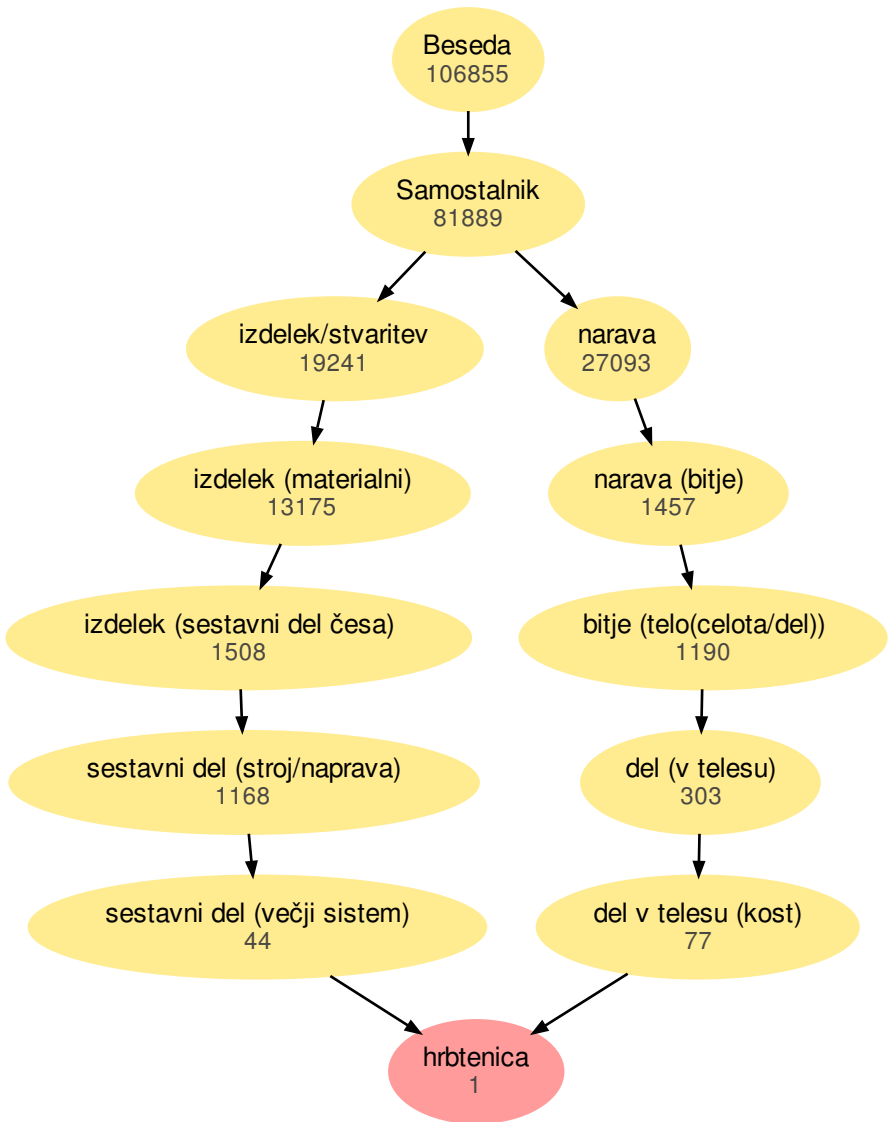 Beseda
106855
Samostalnik
81889
izdelek/stvaritev
19241
narava
27093
izdelek (materialni)
13175
narava (bitje)
1457
izdelek (sestavni del česa)
1508
bitje (telo(celota/del))
1190
sestavni del (stroj/naprava)
1168
del (v telesu)
303
sestavni del (večji sistem)
44
del v telesu (kost)
77
hrbtenica
1